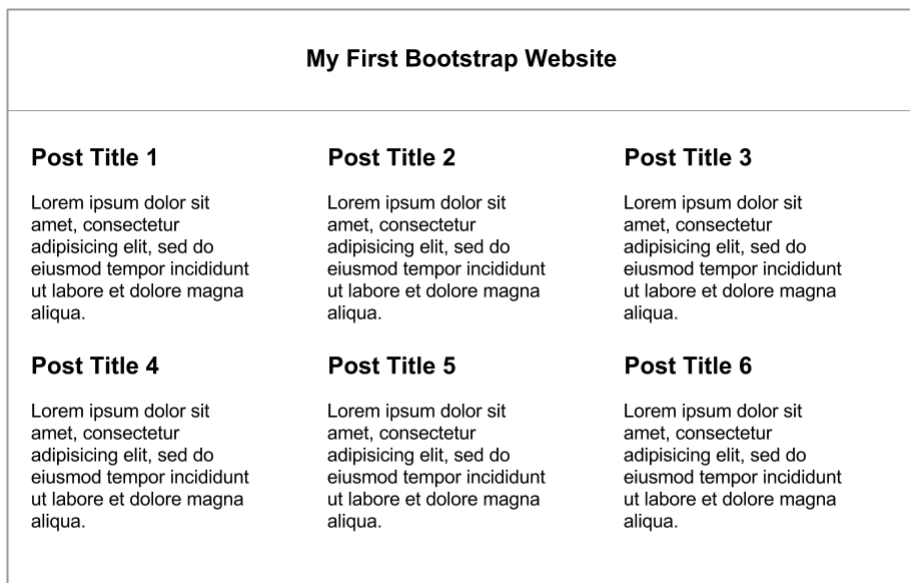 My First Bootstrap Website
Post Title 1
Lorem ipsum dolor sit
amet, consectetur
adipisicing elit, sed do
eiusmod tempor incididunt
ut labore et dolore magna
aliqua.
Post Title 2
Lorem ipsum dolor sit
amet, consectetur
adipisicing elit, sed do
eiusmod tempor incididunt
ut labore et dolore magna
aliqua.
Post Title 3
Lorem ipsum dolor sit
amet, consectetur
adipisicing elit, sed do
eiusmod tempor incididunt
ut labore et dolore magna
aliqua.
Post Title 4
Lorem ipsum dolor sit
amet, consectetur
adipisicing elit, sed do
eiusmod tempor incididunt
ut labore et dolore magna
aliqua.
Post Title 5
Lorem ipsum dolor sit
amet, consectetur
adipisicing elit, sed do
eiusmod tempor incididunt
ut labore et dolore magna
aliqua.
Post Title 6
Lorem ipsum dolor sit
amet, consectetur
adipisicing elit, sed do
eiusmod tempor incididunt
ut labore et dolore magna
aliqua.